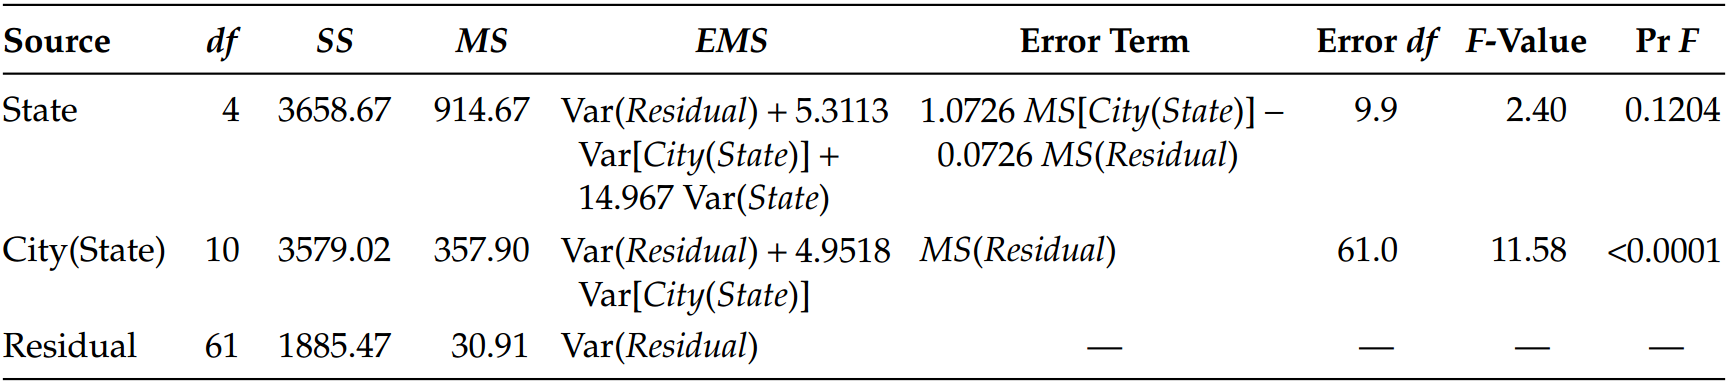 Source df SS MS EMS Error Term Error df F-Value Pr F
State 4 3658.67 914.67 Var(Residual) + 5.3113 1.0726 MS[City(State)] – 9.9 2.40 0.1204
Var[City(State)] + 0.0726 MS(Residual)
14.967 Var(State)
City(State) 10 3579.02 357.90 Var(Residual) + 4.9518 MS(Residual) 61.0 11.58 <0.0001
Var[City(State)]
Residual 61 1885.47 30.91 Var(Residual) — — — —